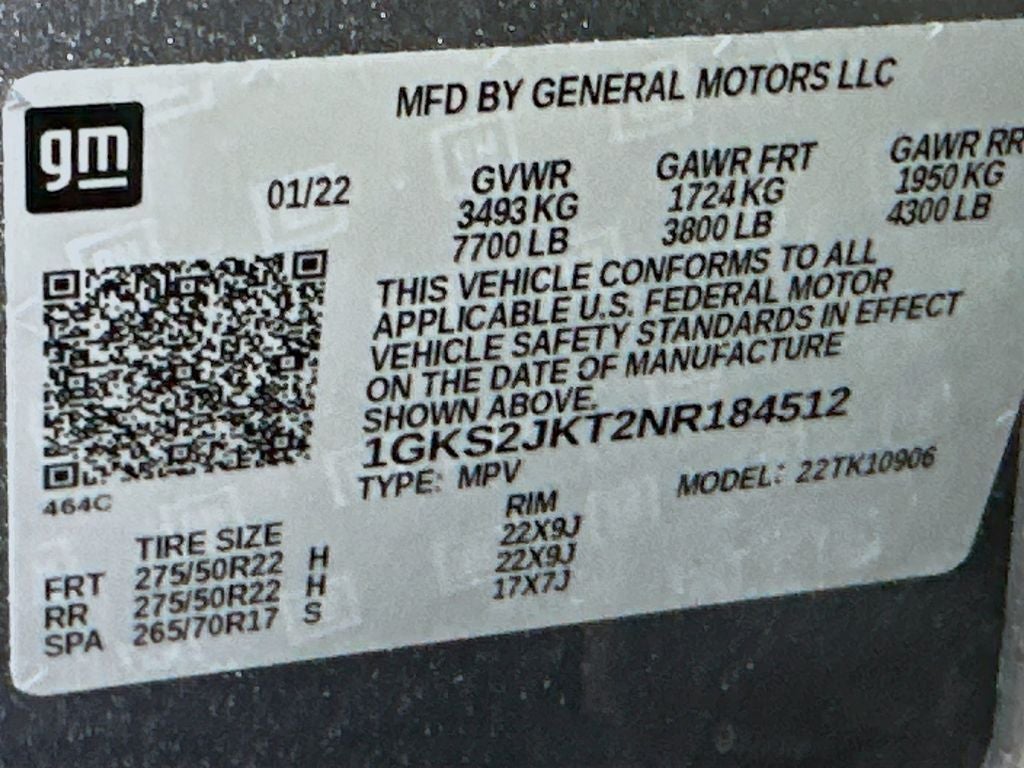 gm
MFD BY GENERAL MOTORS LLC
01/22
GVWR GAWR FRT GAWR RR
3493 KG 1724 KG 1950 KG
7700 LB 3800 LB 4300 LB
THIS VEHICLE CONFORMS TO ALL
APPLICABLE U.S. FEDERAL MOTOR
VEHICLE SAFETY STANDARDS IN EFFECT
ON THE DATE OF MANUFACTURE
SHOWN ABOVE.
1GKS2JKT2NR184512
TYPE: MPV MODEL: 22TK10906
464C
TIRE SIZE RIM
FRT 275/50R22 H 22X9J
RR 275/50R22 H 22X9J
SPA 265/70R17 S 17X7J